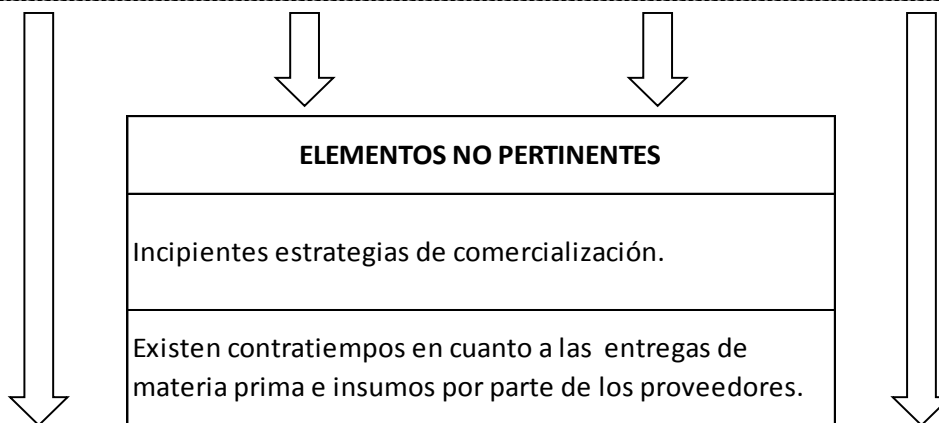 ELEMENTOS NO PERTINENTES
Incipientes estrategias de comercialización.
Existen contratiempos en cuanto a las entregas de
materia prima e insumos por parte de los proveedores.